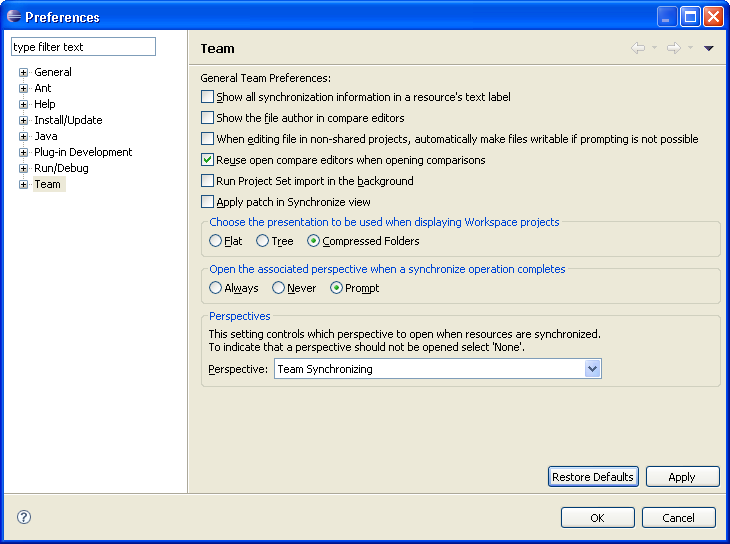 Preferences
type filter text
General
Ant
Help
Install/Update
Java
Plug-in Development
Run/Debug
Team
Team
General Team Preferences:
Show all synchronization information in a resource's text label
Show the file author in compare editors
When editing file in non-shared projects, automatically make files writable if prompting is not possible
Reuse open compare editors when opening comparisons
Run Project Set import in the background
Apply patch in Synchronize view
Choose the presentation to be used when displaying Workspace projects
Flat Tree Compressed Folders
Open the associated perspective when a synchronize operation completes
Always Never Prompt
Perspectives
This setting controls which perspective to open when resources are synchronized.
To indicate that a perspective should not be opened select 'None'.
Perspective: Team Synchronizing
Restore Defaults Apply
? OK Cancel